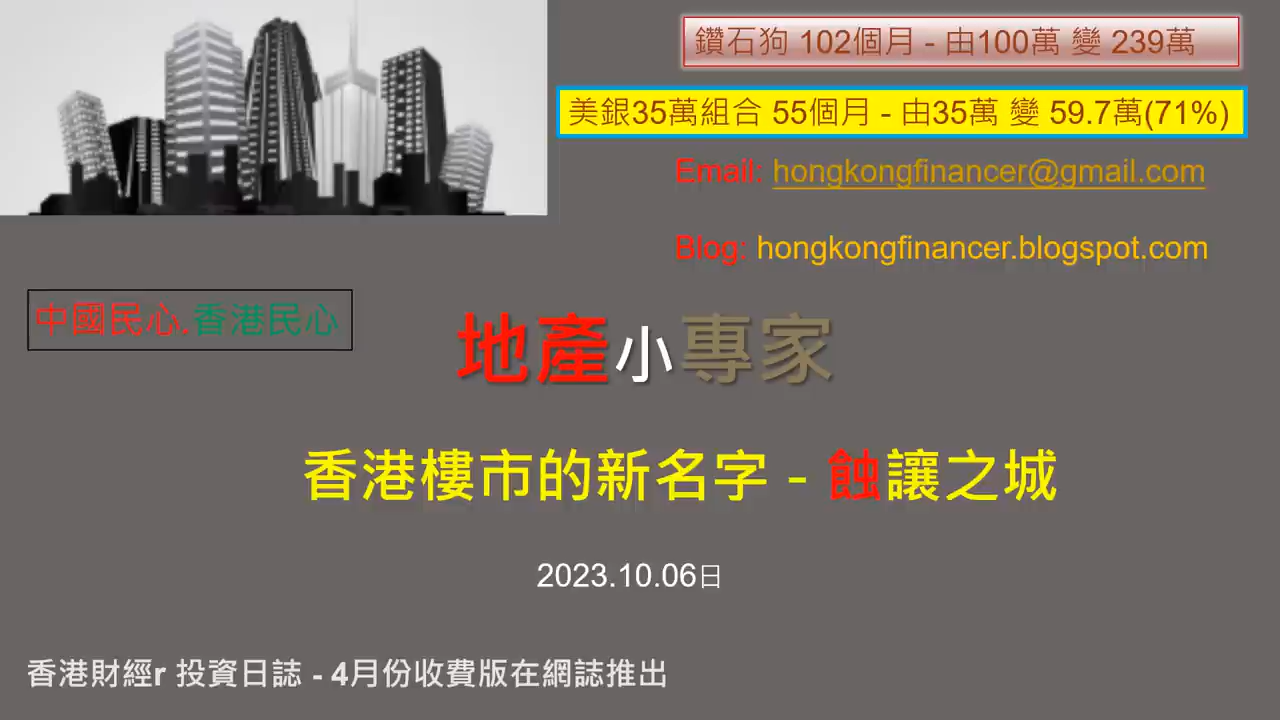 鑽石狗 102個月 - 由100萬 變 239萬
美銀35萬組合 55個月 - 由35萬 變 59.7萬(71%)
Email: hongkongfinancer@gmail.com
Blog: hongkongfinancer.blogspot.com
中國民心.香港民心
地產小專家
香港樓市的新名字 - 蝕讓之城
2023.10.06日
香港財經r 投資日誌 - 4月份收費版在網誌推出